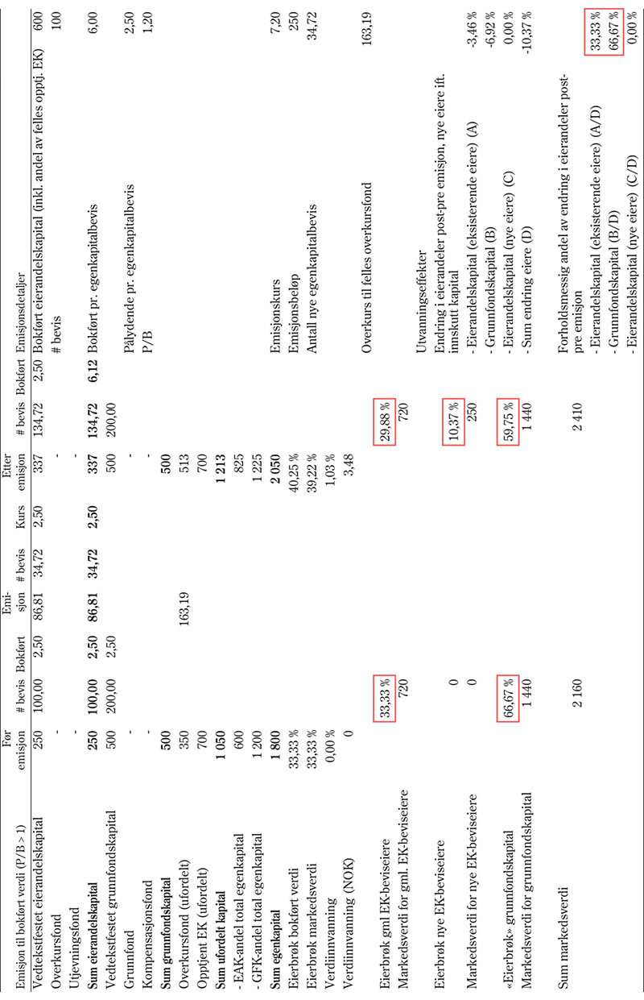 Emisjon til bokført verdi (P/B > 1) Før emisjon # bevis Bokført Emi-sjon # bevis Kurs Etter emisjon # bevis Bokført Emisjonsdetaljer
Vedtekstfestet eierandelskapital 250 100,00 2,50 86,81 34,72 2,50 337 134,72 2,50 Bokført eierandelskapital (inkl. andel av felles opptj. EK) 600
Overkursfond - - # bevis 100
Utjevningsfond - -
Sum eierandelskapital 250 100,00 2,50 86,81 34,72 2,50 337 134,72 6,12 Bokført pr. egenkapitalbevis 6,00
Vedtekstfestet grunnfondskapital 500 200,00 2,50 500 200,00
Grunnfond - - Pålydende pr. egenkapitalbevis 2,50
Kompensasjonsfond - - P/B 1,20
Sum grunnfondskapital 500 500
Overkursfond (ufordelt) 350 163,19 513
Opptjent EK (ufordelt) 700 700
Sum ufordelt kapital 1 050 1 213
- EAK-andel total egenkapital 600 825
- GFK-andel total egenkapital 1 200 1 225
Sum egenkapital 1 800 2 050 Emisjonskurs 7,20
Eierbrøk bokført verdi 33,33 % 40,25 % Emisjonsbeløp 250
Eierbrøk markedsverdi 33,33 % 39,22 % Antall nye egenkapitalbevis 34,72
Verdiinnvanning 0,00 % 1,03 %
Verdiinnvanning (NOK) 0 3,48
Overkurs til felles overkursfond 163,19
Eierbrøk gml EK-beviseiere 33,33 % 29,88 %
Markedsverdi for gml. EK-beviseiere 720 720
Utvanningseffekter
Eierbrøk nye EK-beviseiere 0 10,37 % Endring i eierandeler post-pre emisjon, nye eiere ift. innskutt kapital
Markedsverdi for nye EK-beviseiere 0 250 - Eierandelskapital (eksisterende eiere) (A) -3,46 %
- Grunnfondskapital (B) -6,92 %
«Eierbrøk» grunnfondskapital 66,67 % 59,75 % - Eierandelskapital (nye eiere) (C) 0,00 %
Markedsverdi for grunnfondskapital 1 440 1 440 - Sum endring eiere (D) -10,37 %
Sum markedsverdi 2 160 2 410 Forholdsmessig andel av endring i eierandeler post-pre emisjon
- Eierandelskapital (eksisterende eiere) (A/D) 33,33 %
- Grunnfondskapital (B/D) 66,67 %
- Eierandelskapital (nye eiere) (C/D) 0,00 %